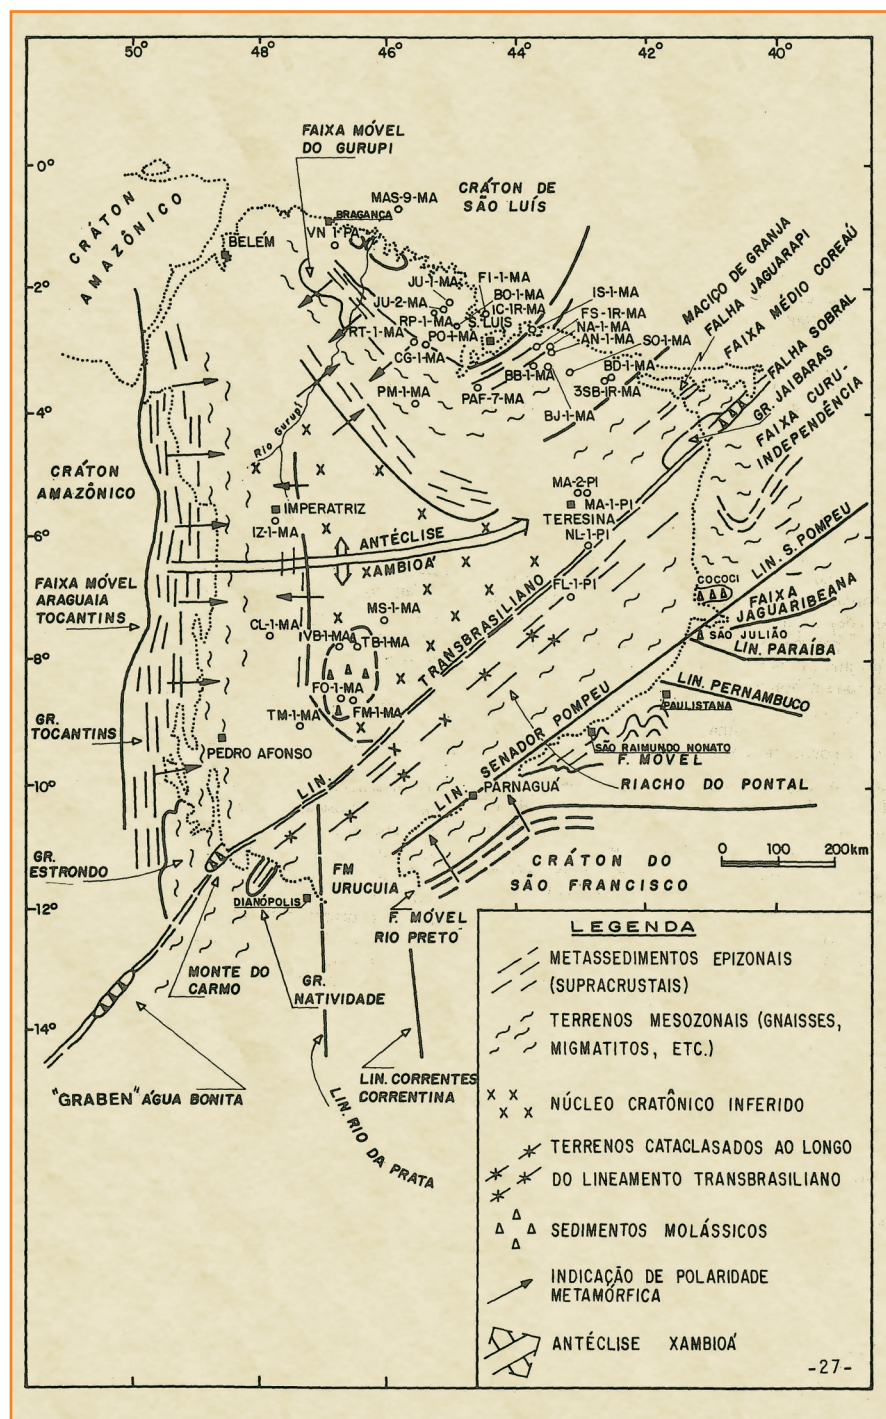 50°
48°
46°
44°
42°
40°
FAIXA MÓVEL
DO GURUPI
0°
CRÁTON
AMAZÔNICO
MAS-9-MA
CRÁTON DE
SÃO LUÍS
BRAGANÇA
VN 1-PA
BELÉM
2°
JU-1-MA
FI-1-MA
BO-1-MA
IS-1-MA
JU-2-MA
IC-1R-MA
FS-1R-MA
RP-1-MA
S. LUIS
NA-1-MA
RT-1-MA
PO-1-MA
AN-1-MA
SO-1-MA
CG-1-MA
BB-1-MA
BD-1-MA
PM-1-MA
PAF-7-MA
3SB-1R-MA
BJ-1-MA
MACIÇO DE GRANJA
FALHA JAGUARAPI
FAIXA MÉDIO COREAÚ
FALHA SOBRAL
GR. JAIBARAS
FAIXA CURU-
INDEPENDÊNCIA
4°
Rio Gurupi
CRÁTON
AMAZÔNICO
MA-2-PI
IMPERATRIZ
MA-1-PI
TERESINA
IZ-1-MA
6°
ANTÉCLISE
NL-1-PI
XAMBIOÁ
LIN. S. POMPEU
FAIXA MÓVEL
ARAGUAIA
TOCANTINS
FL-1-PI
COCOCI
FAIXA
JAGUARIBEANA
MS-1-MA
CL-1-MA
IVB-1-MA
TB-1-MA
SÃO JULIÃO
LIN. PARAÍBA
8°
LIN. TRANSBRASILIANO
FO-1-MA
LIN. PERNAMBUCO
TM-1-MA
FM-1-MA
PAULISTANA
GR.
TOCANTINS
PEDRO AFONSO
LIN. SENADOR POMPEU
SÃO RAIMUNDO NONATO
F. MÓVEL
RIACHO DO PONTAL
10°
PARNAGUÁ
0 100 200km
GR.
ESTRONDO
FM
URUCUIA
CRÁTON DO
SÃO FRANCISCO
12°
DIANÓPOLIS
F. MÓVEL
RIO PRETO
MONTE DO
CARMO
GR.
NATIVIDADE
14°
"GRABEN" ÁGUA BONITA
LIN. CORRENTES
CORRENTINA
LIN. RIO DA PRATA
LEGENDA
METASSEDIMENTOS EPIZONAIS
(SUPRACRUSTAIS)
TERRENOS MESOZONAIS (GNAISSES,
MIGMATITOS, ETC.)
NÚCLEO CRATÔNICO INFERIDO
TERRENOS CATACLASADOS AO LONGO
DO LINEAMENTO TRANSBRASILIANO
SEDIMENTOS MOLÁSSICOS
INDICAÇÃO DE POLARIDADE
METAMÓRFICA
ANTÉCLISE XAMBIOÁ
-27-